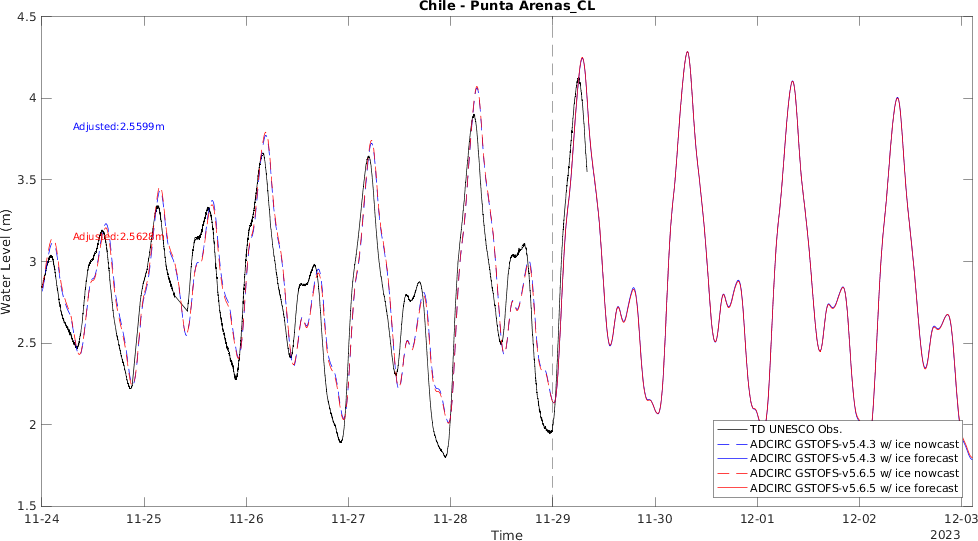 Chile - Punta Arenas_CL
4.5
4
3.5
3
2.5
2
1.5
Water Level (m)
Adjusted:2.5599m
Adjusted:2.5628m
TD UNESCO Obs.
ADCIRC GSTOFS-v5.4.3 w/ ice nowcast
ADCIRC GSTOFS-v5.4.3 w/ ice forecast
ADCIRC GSTOFS-v5.6.5 w/ ice nowcast
ADCIRC GSTOFS-v5.6.5 w/ ice forecast
11-24 11-25 11-26 11-27 11-28 11-29 11-30 12-01 12-02 12-03
2023
Time